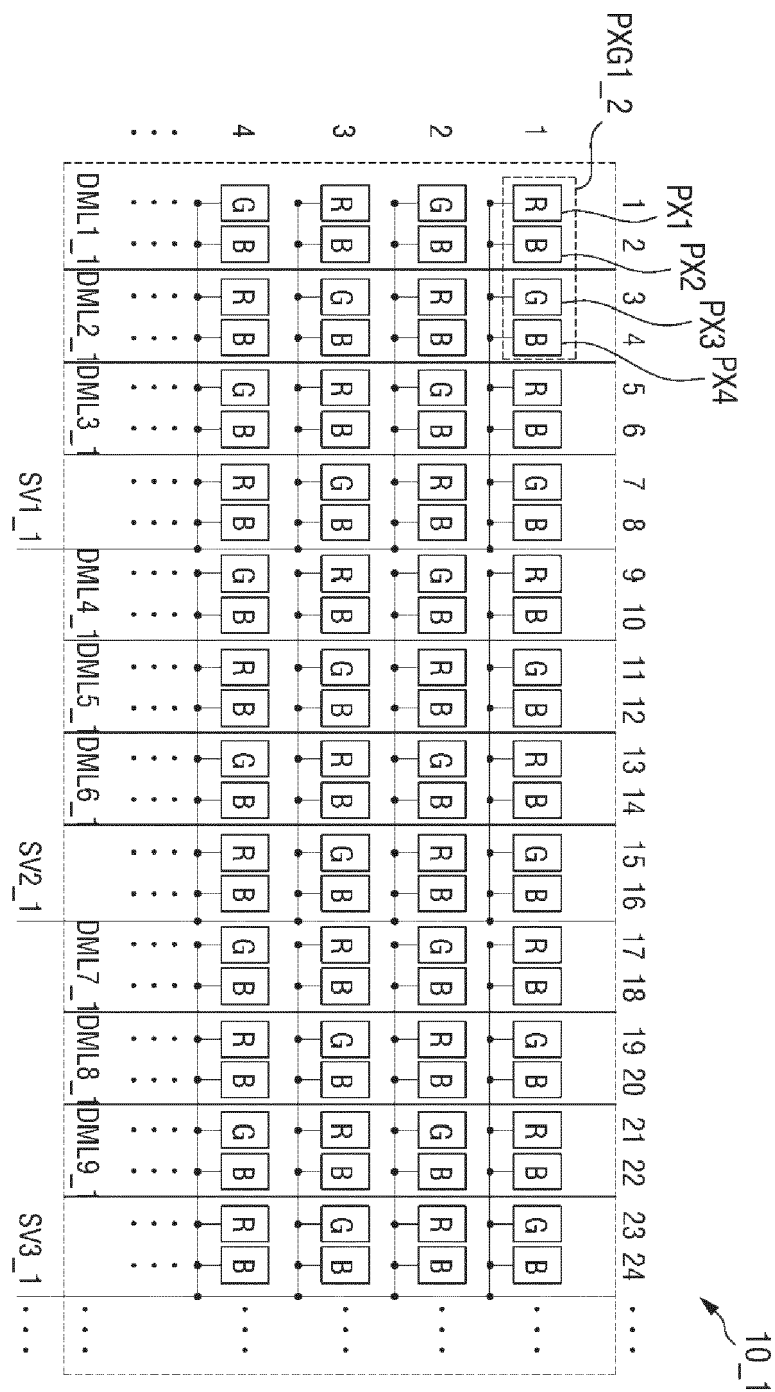 10_1
PXG1_2 PX1 PX2 PX3 PX4
1 2 3 4 5 6 7 8 9 10 11 12 13 14 15 16 17 18 19 20 21 22 23 24 ...
1 R B G B R B G B R B G B R B G B R B G B R B G B ...
2 G B R B G B R B G B R B G B R B G B R B G B R B ...
3 R B G B R B G B R B G B R B G B R B G B R B G B ...
4 G B R B G B R B G B R B G B R B G B R B G B R B ...
DML1_1 DML2_1 DML3_1 DML4_1 DML5_1 DML6_1 DML7_1 DML8_1 DML9_1 ...
SV1_1 SV2_1 SV3_1 ...